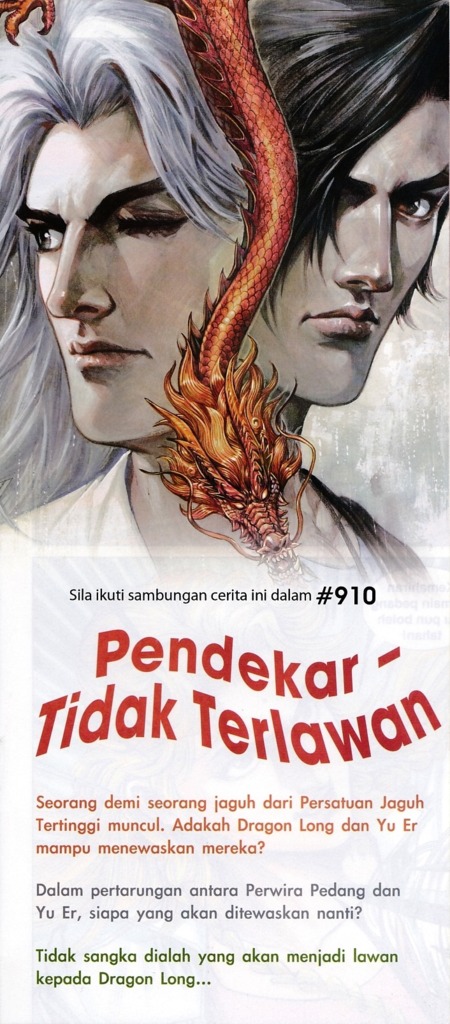 Sila ikuti sambungan cerita ini dalam #910
Pendekar -
Tidak Terlawan
Seorang demi seorang jaguh dari Persatuan Jaguh
Tertinggi muncul. Adakah Dragon Long dan Yu Er
mampu menewaskan mereka?
Dalam pertarungan antara Perwira Pedang dan
Yu Er, siapa yang akan ditewaskan nanti?
Tidak sangka dialah yang akan menjadi lawan
kepada Dragon Long...